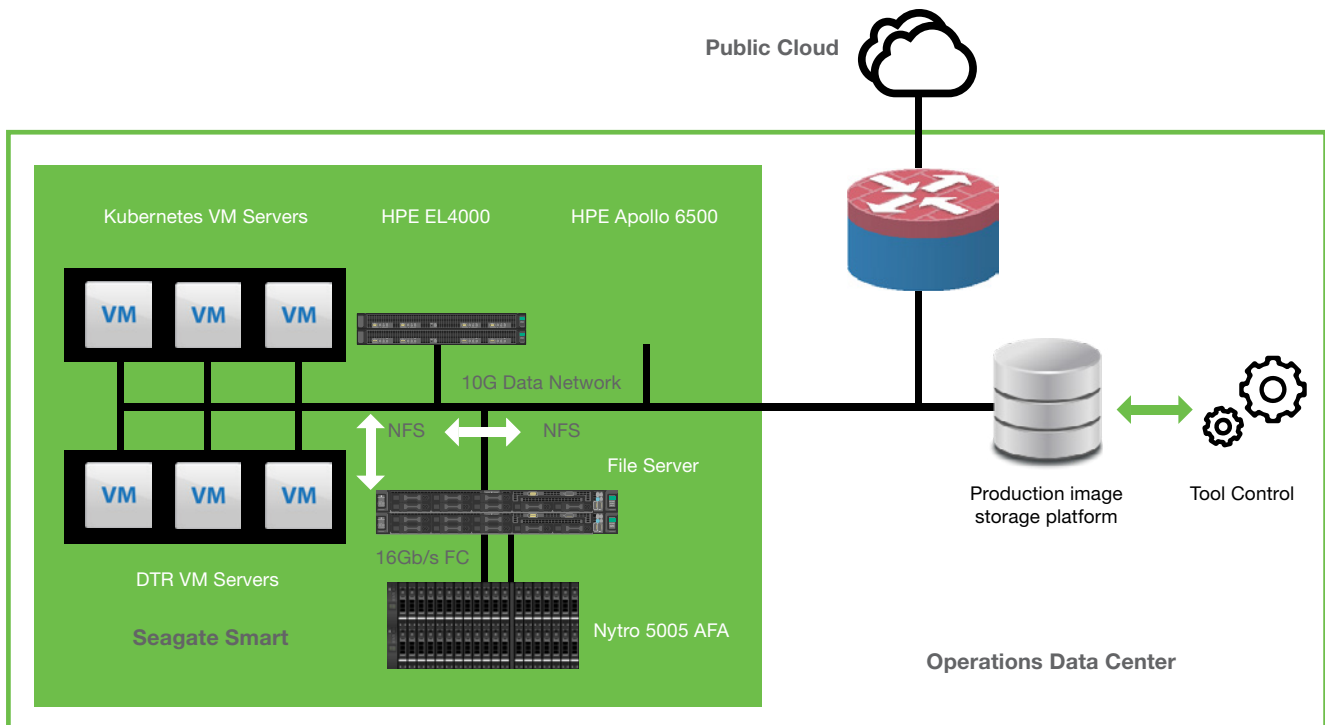 Public Cloud
Kubernetes VM Servers
HPE EL4000
HPE Apollo 6500
VM
VM
VM
10G Data Network
NFS
NFS
File Server
VM
VM
VM
Production image
storage platform
Tool Control
16Gb/s FC
DTR VM Servers
Nytro 5005 AFA
Seagate Smart
Operations Data Center